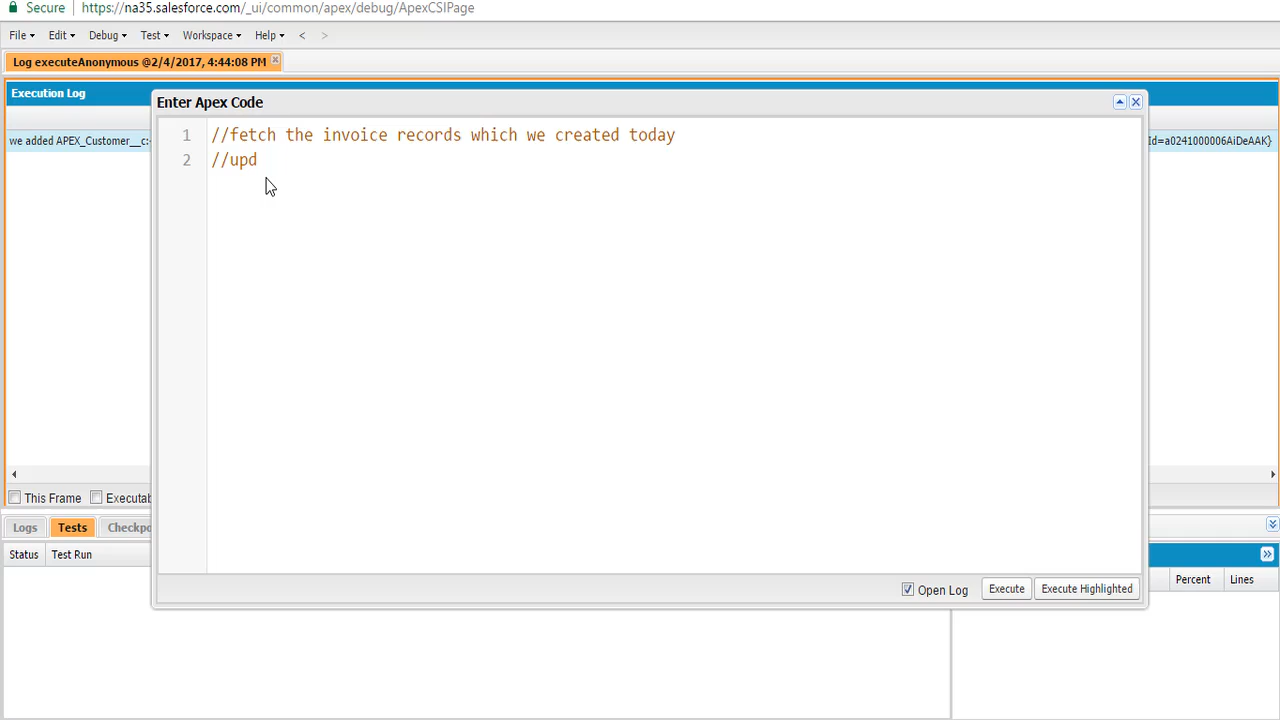 Secure https://na35.salesforce.com/_ui/common/apex/debug/ApexCSIPage
File Edit Debug Test Workspace Help < >
Log executeAnonymous @2/4/2017, 4:44:08 PM
Execution Log
Enter Apex Code
1 //fetch the invoice records which we created today
we added APEX_Customer__c: Id=a0241000006AiDeAAK}
2 //upd
This Frame Executab
Logs Tests Checkpo
Status Test Run Percent Lines
Open Log Execute Execute Highlighted